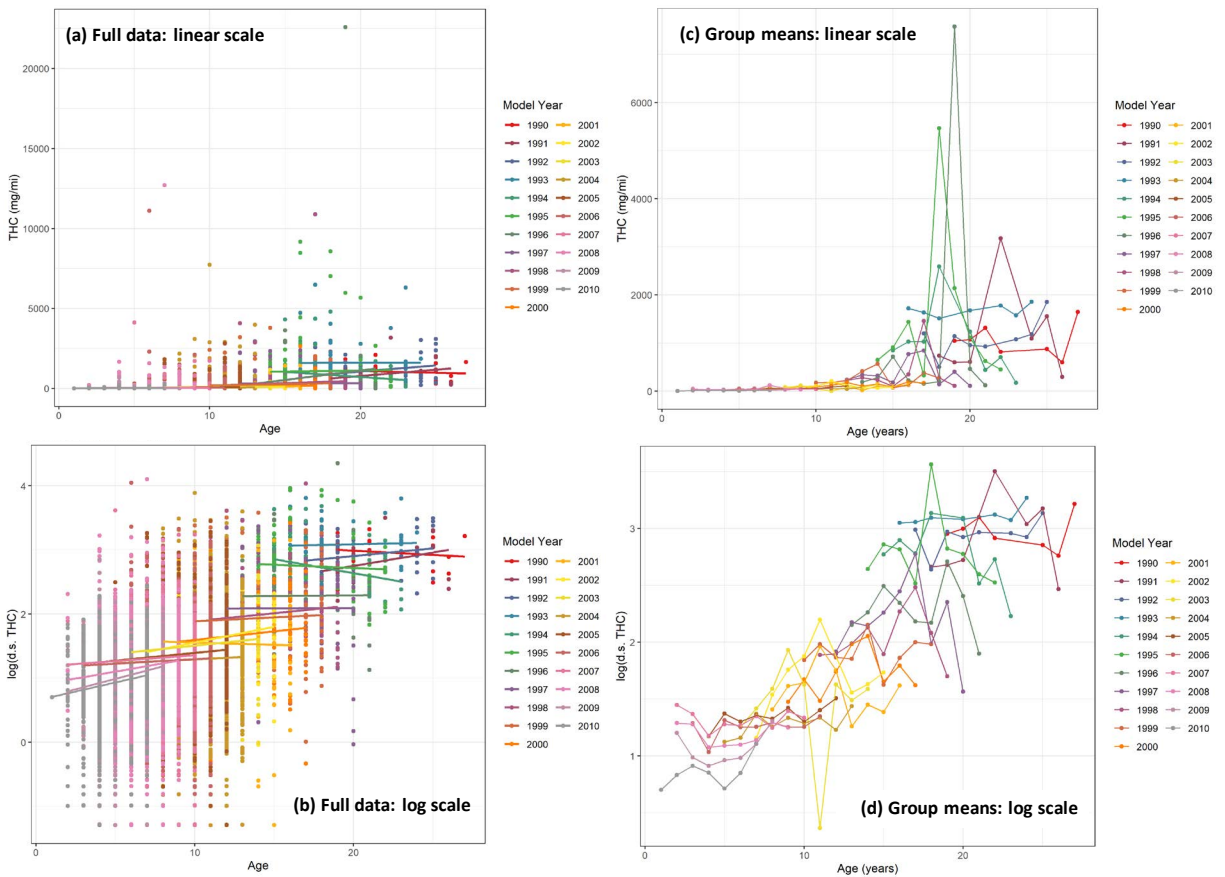 (a) Full data: linear scale
20000
15000
10000
5000
0
THC (mg/mi)
0 10 20
Age
Model Year
1990 2001
1991 2002
1992 2003
1993 2004
1994 2005
1995 2006
1996 2007
1997 2008
1998 2009
1999 2010
2000
(c) Group means: linear scale
6000
4000
2000
0
THC (mg/mi)
0 10 20
Age (years)
Model Year
1990 2001
1991 2002
1992 2003
1993 2004
1994 2005
1995 2006
1996 2007
1997 2008
1998 2009
1999 2010
2000
4
2
0
log(d.s. THC)
(b) Full data: log scale
0 10 20
Age
Model Year
1990 2001
1991 2002
1992 2003
1993 2004
1994 2005
1995 2006
1996 2007
1997 2008
1998 2009
1999 2010
2000
3
2
1
log(d.s. THC)
(d) Group means: log scale
0 10 20
Age (years)
Model Year
1990 2001
1991 2002
1992 2003
1993 2004
1994 2005
1995 2006
1996 2007
1997 2008
1998 2009
1999 2010
2000